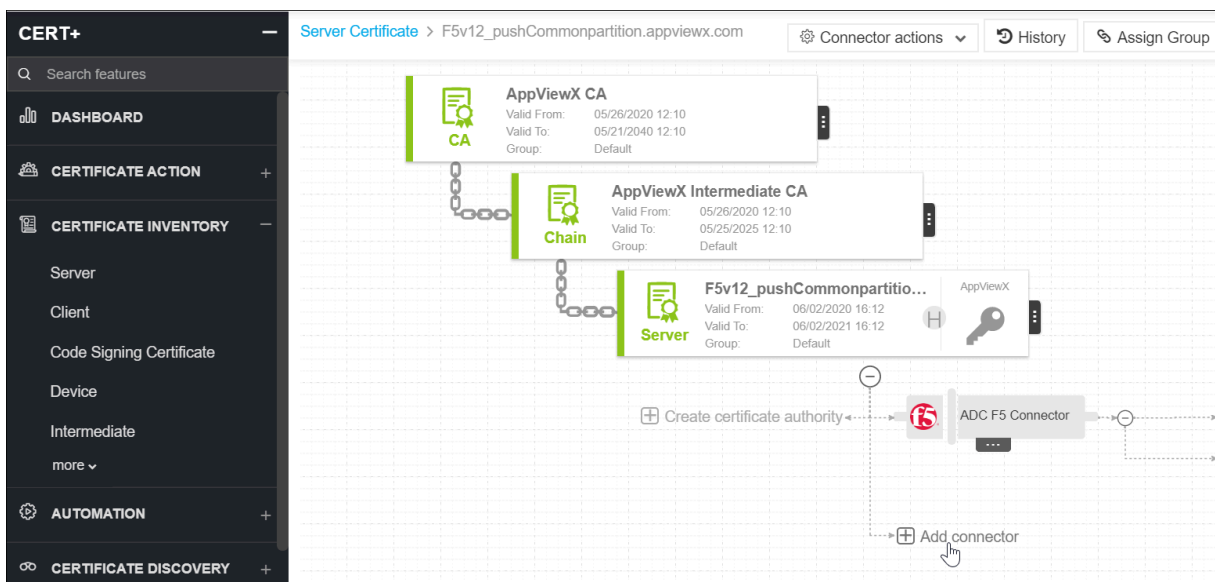 CERT+
Server Certificate > F5v12_pushCommonpartition.appviewx.com
Connector actions
History
Assign Group
Search features
DASHBOARD
CERTIFICATE ACTION +
CERTIFICATE INVENTORY −
Server
Client
Code Signing Certificate
Device
Intermediate
more
AUTOMATION +
CERTIFICATE DISCOVERY +
CA
AppViewX CA
Valid From: 05/26/2020 12:10
Valid To: 05/21/2040 12:10
Group: Default
Chain
AppViewX Intermediate CA
Valid From: 05/26/2020 12:10
Valid To: 05/25/2025 12:10
Group: Default
Server
F5v12_pushCommonpartitio...
Valid From: 06/02/2020 16:12
Valid To: 06/02/2021 16:12
Group: Default
H
AppViewX
Create certificate authority
f5
ADC F5 Connector
Add connector